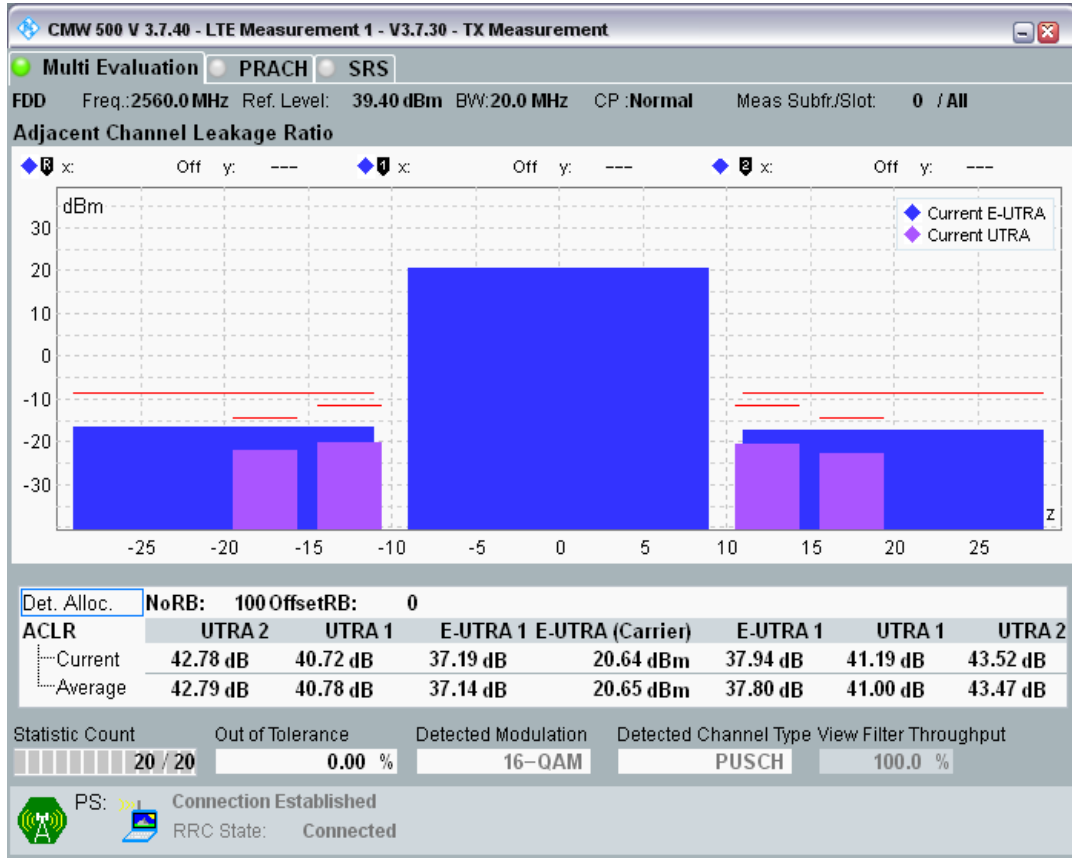 CMW 500 V 3.7.40 - LTE Measurement 1 - V3.7.30 - TX Measurement
Multi Evaluation PRACH SRS
FDD Freq.:2560.0 MHz Ref. Level: 39.40 dBm BW:20.0 MHz CP :Normal Meas Subfr./Slot: 0 / All
Adjacent Channel Leakage Ratio
R x: Off y: --- 1 x: Off y: --- 2 x: Off y: ---
dBm
Current E-UTRA
Current UTRA
30
20
10
0
-10
-20
-30
z
-25 -20 -15 -10 -5 0 5 10 15 20 25
Det. Alloc. NoRB: 100 OffsetRB: 0
ACLR UTRA 2 UTRA 1 E-UTRA 1 E-UTRA (Carrier) E-UTRA 1 UTRA 1 UTRA 2
Current 42.78 dB 40.72 dB 37.19 dB 20.64 dBm 37.94 dB 41.19 dB 43.52 dB
Average 42.79 dB 40.78 dB 37.14 dB 20.65 dBm 37.80 dB 41.00 dB 43.47 dB
Statistic Count Out of Tolerance Detected Modulation Detected Channel Type View Filter Throughput
20 / 20 0.00 % 16-QAM PUSCH 100.0 %
PS: Connection Established
RRC State: Connected